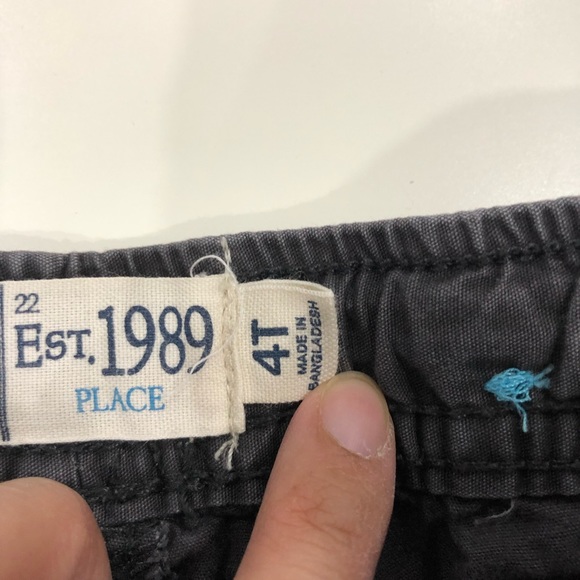 22
EST. 1989
PLACE
4T
MADE IN
BANGLADESH